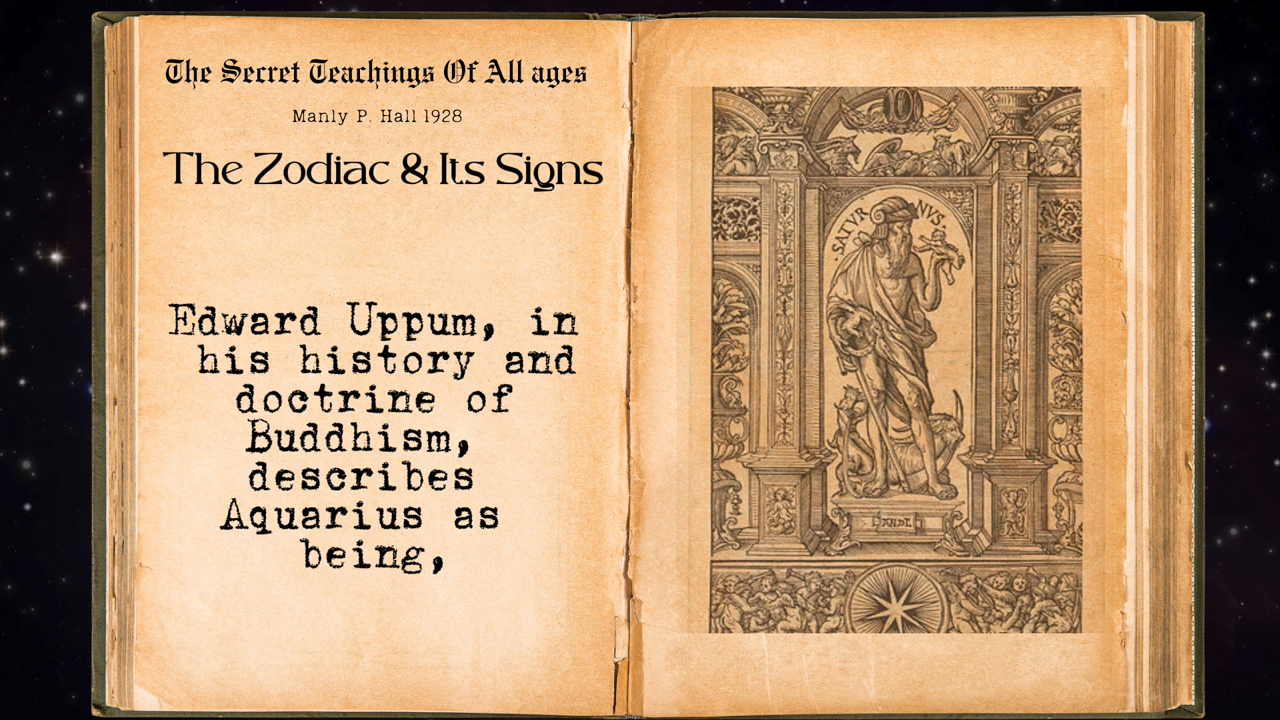 The Secret Teachings Of All ages
Manly P. Hall 1928
The Zodiac & Its Signs
Edward Uppum, in
his history and
doctrine of
Buddhism,
describes
Aquarius as
being,
SATVRNVS.